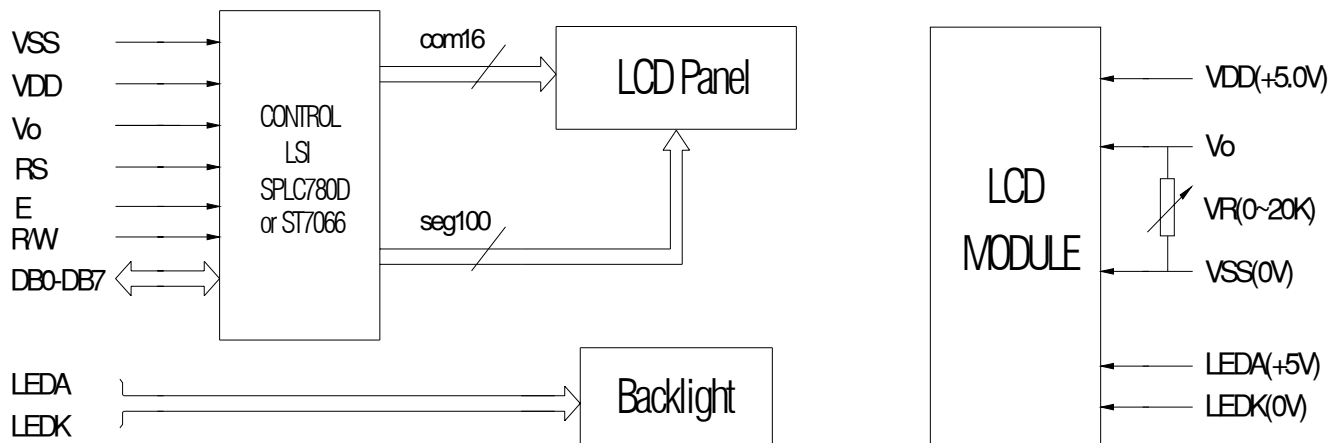 VSS
VDD
Vo
RS
E
R/W
DB0-DB7
CONTROL
LSI
SPLC780D
or ST7066
com16
seg100
LCD Panel
LEDA
LEDK
Backlight
LCD
MODULE
VDD(+5.0V)
Vo
VR(0~20K)
VSS(0V)
LEDA(+5V)
LEDK(0V)